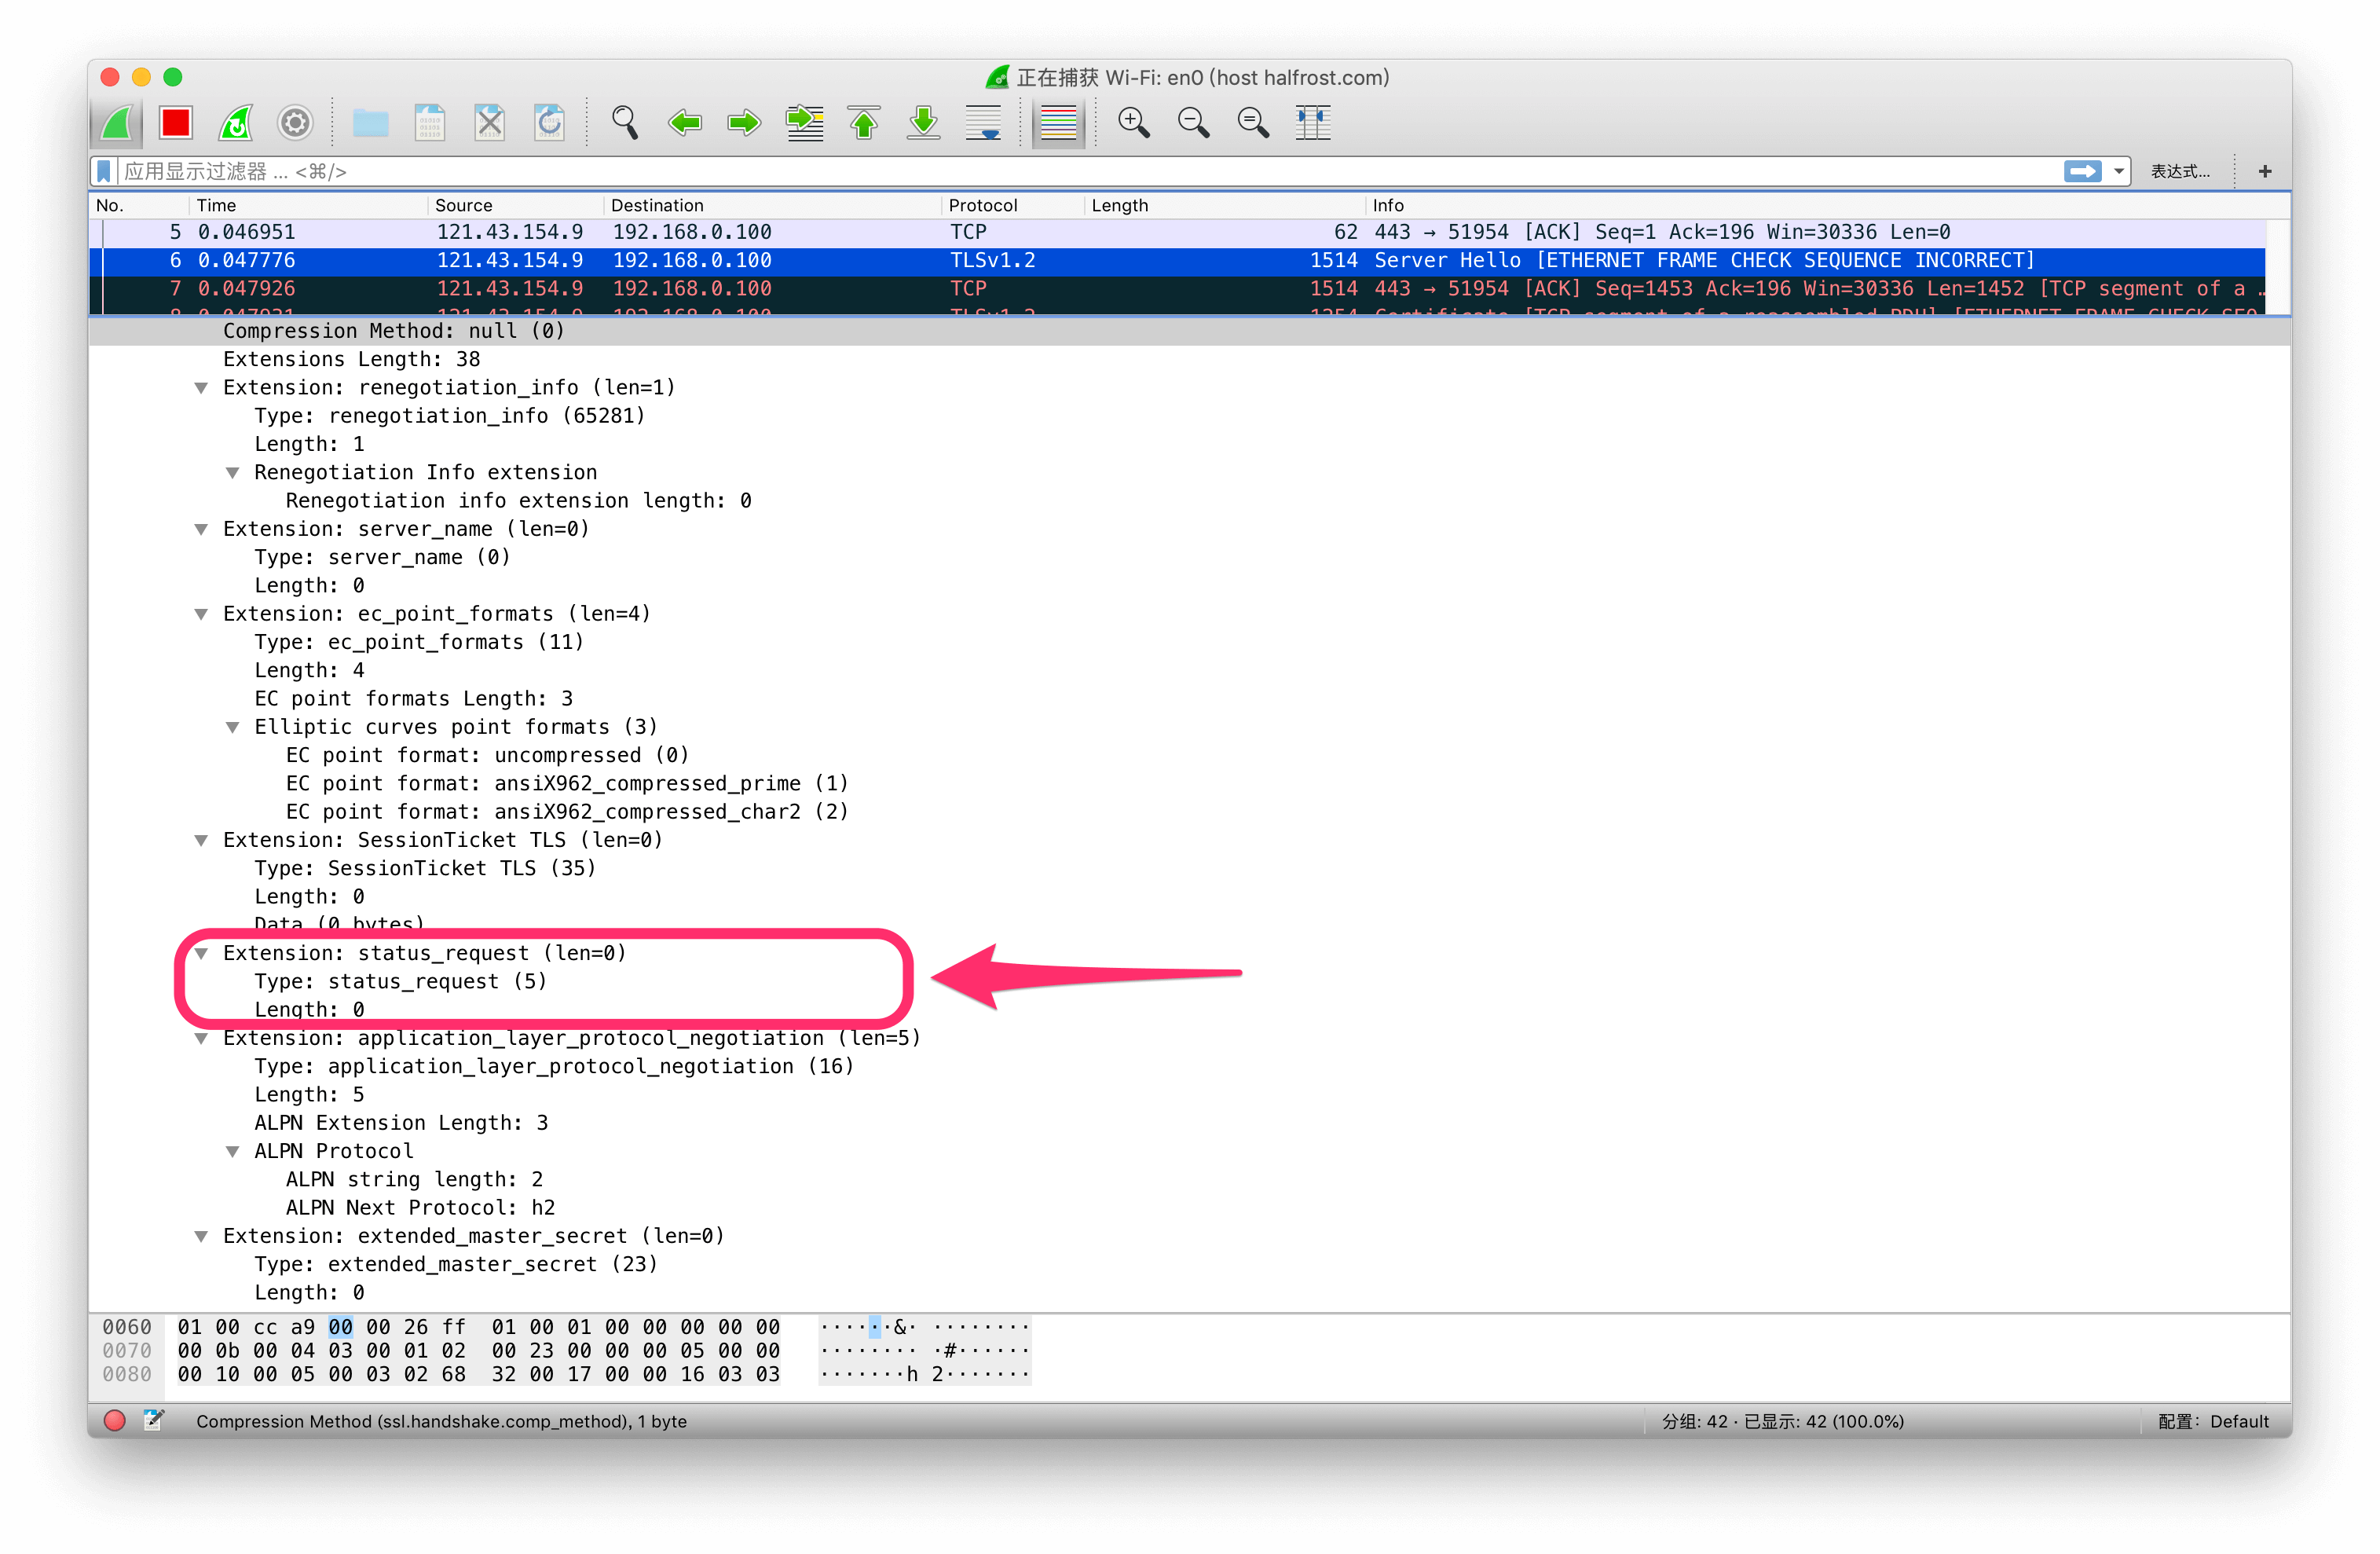 正在捕获 Wi-Fi: en0 (host halfrost.com)
应用显示过滤器 … <⌘/>
表达式…
+
No. Time Source Destination Protocol Length Info
5 0.046951 121.43.154.9 192.168.0.100 TCP 62 443 → 51954 [ACK] Seq=1 Ack=196 Win=30336 Len=0
6 0.047776 121.43.154.9 192.168.0.100 TLSv1.2 1514 Server Hello [ETHERNET FRAME CHECK SEQUENCE INCORRECT]
7 0.047926 121.43.154.9 192.168.0.100 TCP 1514 443 → 51954 [ACK] Seq=1453 Ack=196 Win=30336 Len=1452 [TCP segment of a …
Compression Method: null (0)
Extensions Length: 38
Extension: renegotiation_info (len=1)
Type: renegotiation_info (65281)
Length: 1
Renegotiation Info extension
Renegotiation info extension length: 0
Extension: server_name (len=0)
Type: server_name (0)
Length: 0
Extension: ec_point_formats (len=4)
Type: ec_point_formats (11)
Length: 4
EC point formats Length: 3
Elliptic curves point formats (3)
EC point format: uncompressed (0)
EC point format: ansiX962_compressed_prime (1)
EC point format: ansiX962_compressed_char2 (2)
Extension: SessionTicket TLS (len=0)
Type: SessionTicket TLS (35)
Length: 0
Data (0 bytes)
Extension: status_request (len=0)
Type: status_request (5)
Length: 0
Extension: application_layer_protocol_negotiation (len=5)
Type: application_layer_protocol_negotiation (16)
Length: 5
ALPN Extension Length: 3
ALPN Protocol
ALPN string length: 2
ALPN Next Protocol: h2
Extension: extended_master_secret (len=0)
Type: extended_master_secret (23)
Length: 0
0060 01 00 cc a9 00 00 26 ff 01 00 01 00 00 00 00 00 ······&· ········
0070 00 0b 00 04 03 00 01 02 00 23 00 00 00 05 00 00 ········ ·#······
0080 00 10 00 05 00 03 02 68 32 00 17 00 00 16 03 03 ·······h 2·······
Compression Method (ssl.handshake.comp_method), 1 byte
分组: 42 · 已显示: 42 (100.0%)
配置: Default